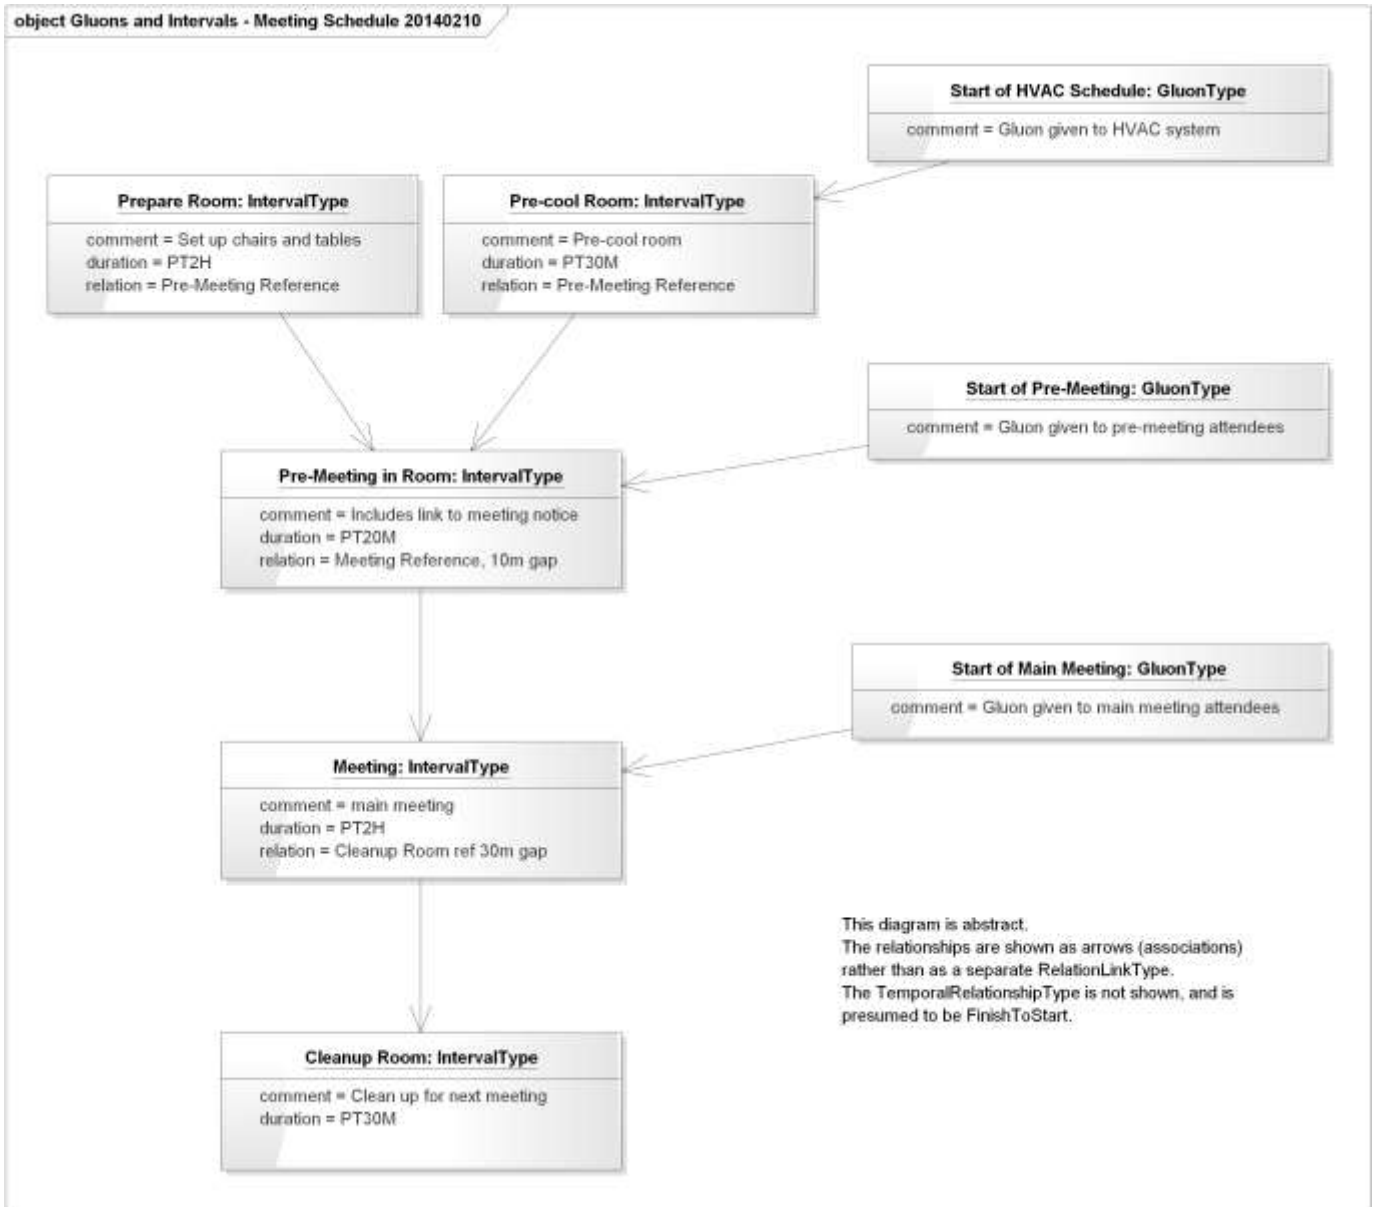 object Gluons and Intervals - Meeting Schedule 20140210
Start of HVAC Schedule: GluonType
comment = Gluon given to HVAC system
Prepare Room: IntervalType
comment = Set up chairs and tables
duration = PT2H
relation = Pre-Meeting Reference
Pre-cool Room: IntervalType
comment = Pre-cool room
duration = PT30M
relation = Pre-Meeting Reference
Start of Pre-Meeting: GluonType
comment = Gluon given to pre-meeting attendees
Pre-Meeting in Room: IntervalType
comment = Includes link to meeting notice
duration = PT20M
relation = Meeting Reference, 10m gap
Start of Main Meeting: GluonType
comment = Gluon given to main meeting attendees
Meeting: IntervalType
comment = main meeting
duration = PT2H
relation = Cleanup Room ref 30m gap
This diagram is abstract.
The relationships are shown as arrows (associations)
rather than as a separate RelationLinkType.
The TemporalRelationshipType is not shown, and is
presumed to be FinishToStart.
Cleanup Room: IntervalType
comment = Clean up for next meeting
duration = PT30M